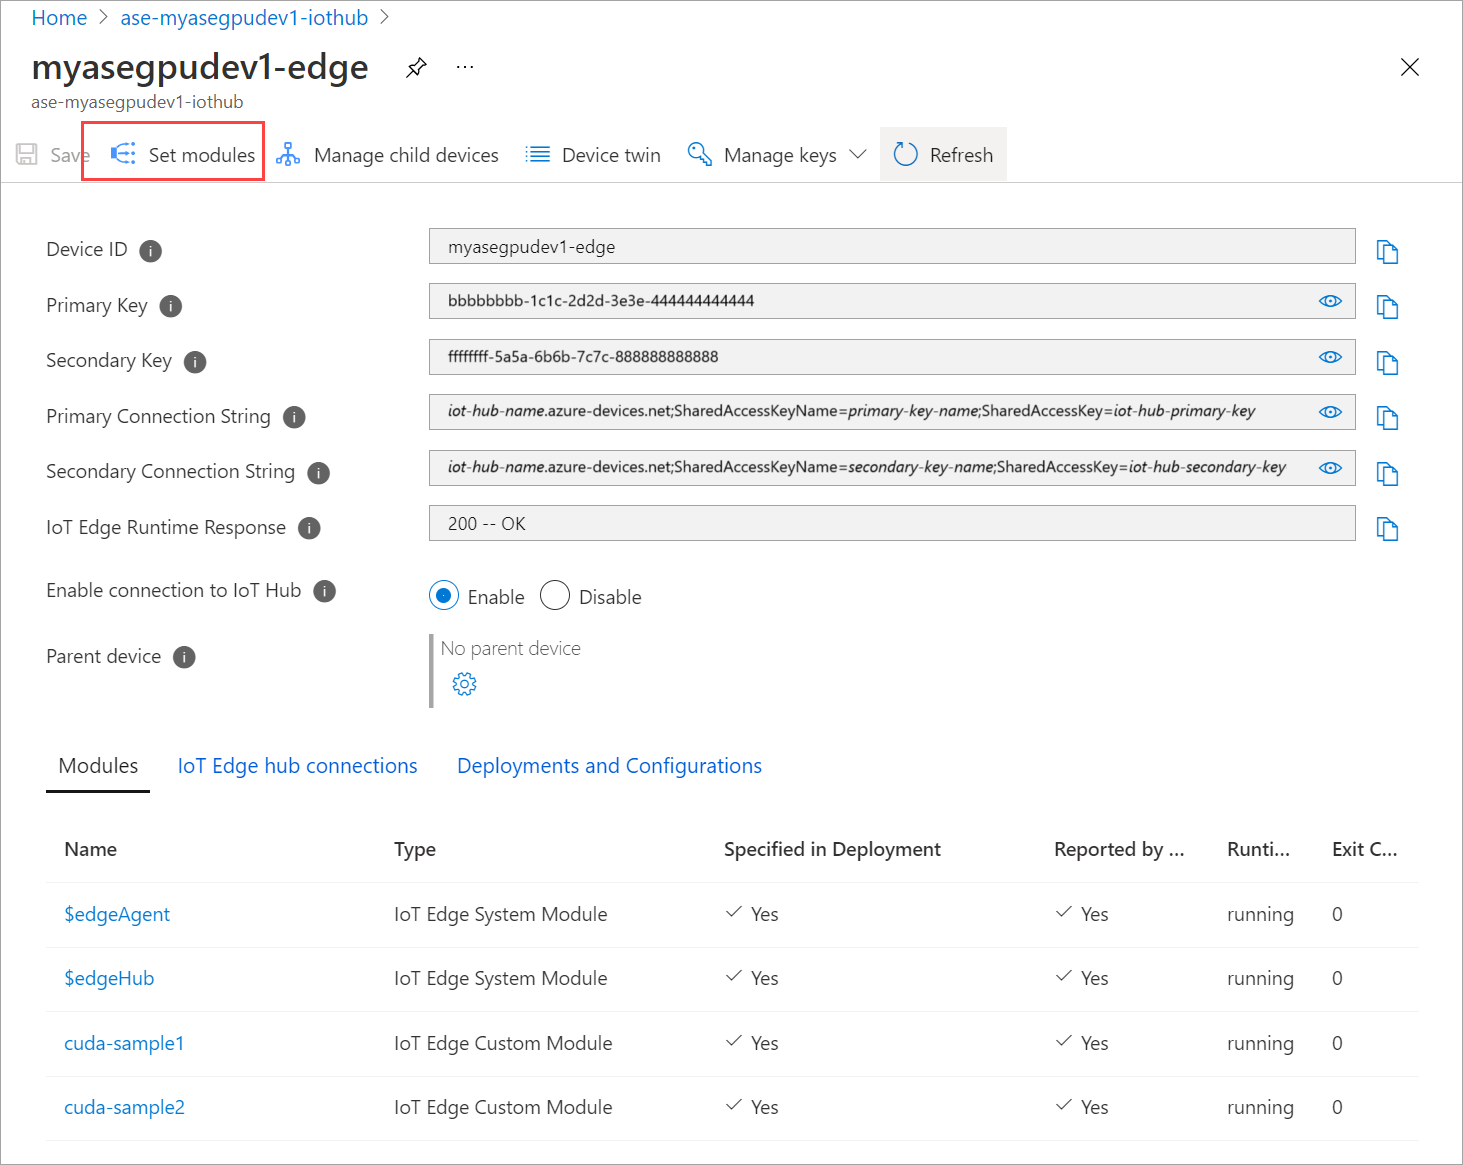 Home > ase-myasegpudev1-iothub >
myasegpudev1-edge ...
ase-myasegpudev1-iothub
Save Set modules Manage child devices Device twin Manage keys Refresh
Device ID myasegpudev1-edge
Primary Key bbbbbbbb-1c1c-2d2d-3e3e-444444444444
Secondary Key ffffffff-5a5a-6b6b-7c7c-888888888888
Primary Connection String iot-hub-name.azure-devices.net;SharedAccessKeyName=primary-key-name;SharedAccessKey=iot-hub-primary-key
Secondary Connection String iot-hub-name.azure-devices.net;SharedAccessKeyName=secondary-key-name;SharedAccessKey=iot-hub-secondary-key
IoT Edge Runtime Response 200 -- OK
Enable connection to IoT Hub Enable Disable
Parent device No parent device
Modules IoT Edge hub connections Deployments and Configurations
Name Type Specified in Deployment Reported by ... Runti... Exit C...
$edgeAgent IoT Edge System Module Yes Yes running 0
$edgeHub IoT Edge System Module Yes Yes running 0
cuda-sample1 IoT Edge Custom Module Yes Yes running 0
cuda-sample2 IoT Edge Custom Module Yes Yes running 0